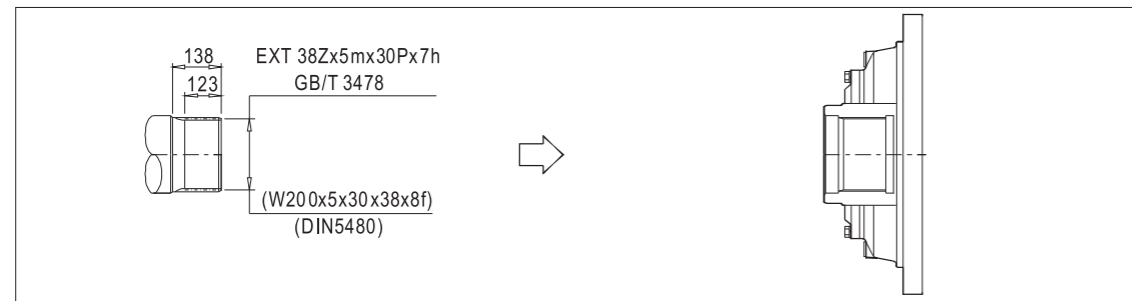 138
EXT 38Zx5mx30Px7h
123
GB/T 3478
(W200x5x30x38x8f)
(DIN5480)